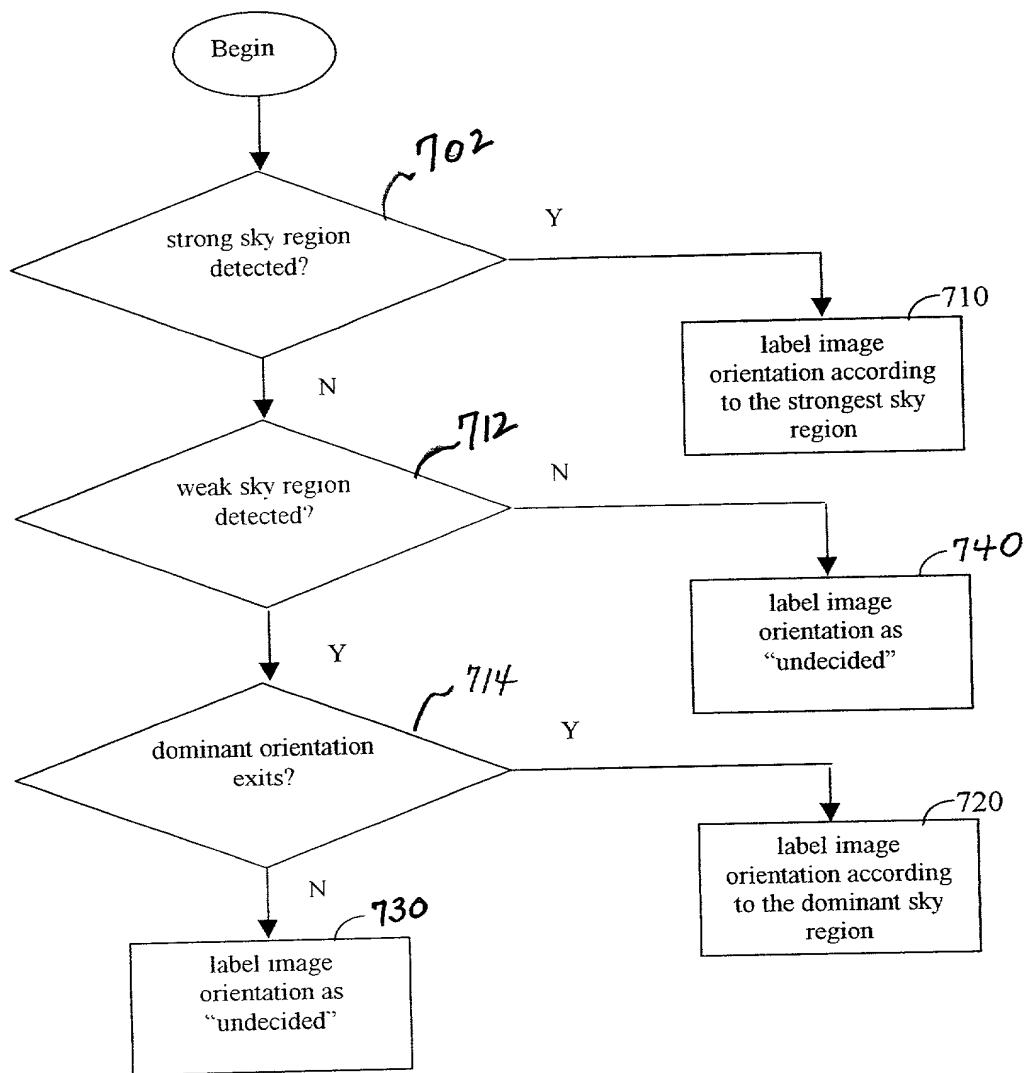 Begin
702
strong sky region
detected?
Y
710
label image
orientation according
to the strongest sky
region
N
712
weak sky region
detected?
N
740
label image
orientation as
“undecided”
Y
714
dominant orientation
exits?
Y
720
label image
orientation according
to the dominant sky
region
N
730
label image
orientation as
“undecided”